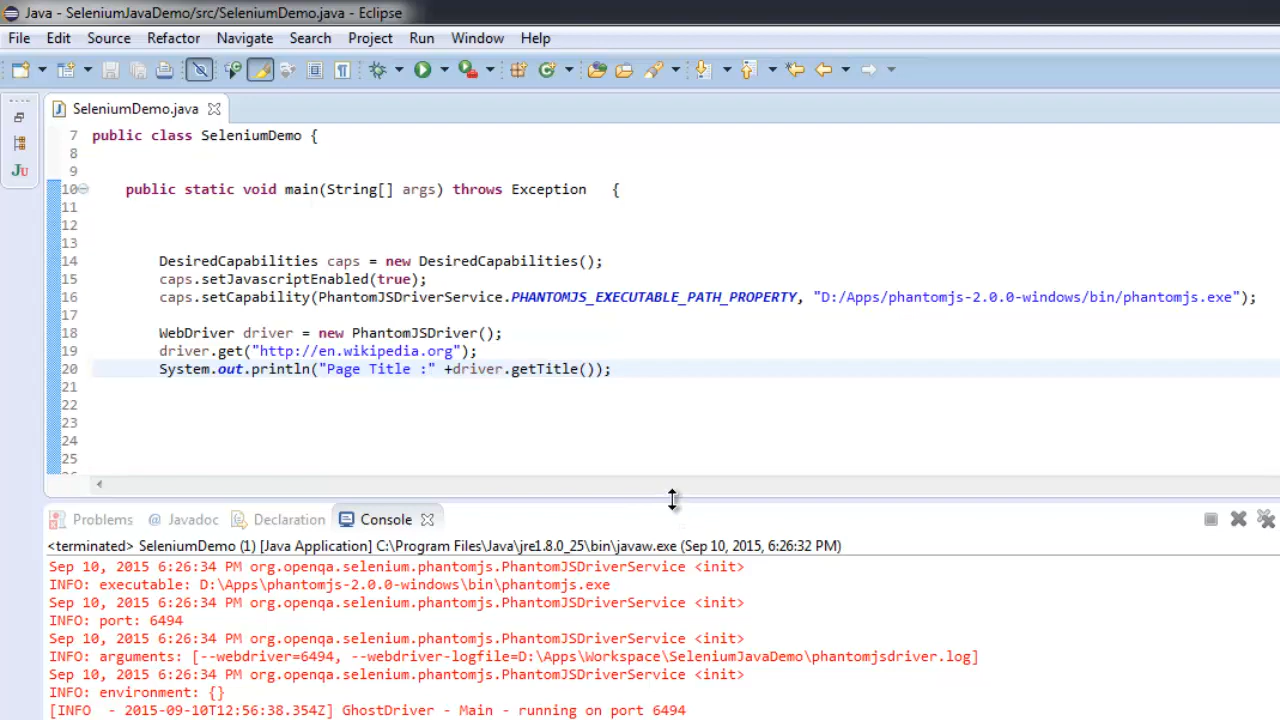 Java - SeleniumJavaDemo/src/SeleniumDemo.java - Eclipse
File Edit Source Refactor Navigate Search Project Run Window Help
SeleniumDemo.java
7 public class SeleniumDemo {
8
9
10 public static void main(String[] args) throws Exception {
11
12
13
14 DesiredCapabilities caps = new DesiredCapabilities();
15 caps.setJavascriptEnabled(true);
16 caps.setCapability(PhantomJSDriverService.PHANTOMJS_EXECUTABLE_PATH_PROPERTY, "D:/Apps/phantomjs-2.0.0-windows/bin/phantomjs.exe");
17
18 WebDriver driver = new PhantomJSDriver();
19 driver.get("http://en.wikipedia.org");
20 System.out.println("Page Title :" +driver.getTitle());
21
22
23
24
25
Problems @ Javadoc Declaration Console
<terminated> SeleniumDemo (1) [Java Application] C:\Program Files\Java\jre1.8.0_25\bin\javaw.exe (Sep 10, 2015, 6:26:32 PM)
Sep 10, 2015 6:26:34 PM org.openqa.selenium.phantomjs.PhantomJSDriverService <init>
INFO: executable: D:\Apps\phantomjs-2.0.0-windows\bin\phantomjs.exe
Sep 10, 2015 6:26:34 PM org.openqa.selenium.phantomjs.PhantomJSDriverService <init>
INFO: port: 6494
Sep 10, 2015 6:26:34 PM org.openqa.selenium.phantomjs.PhantomJSDriverService <init>
INFO: arguments: [--webdriver=6494, --webdriver-logfile=D:\Apps\Workspace\SeleniumJavaDemo\phantomjsdriver.log]
Sep 10, 2015 6:26:34 PM org.openqa.selenium.phantomjs.PhantomJSDriverService <init>
INFO: environment: {}
[INFO  - 2015-09-10T12:56:38.354Z] GhostDriver - Main - running on port 6494